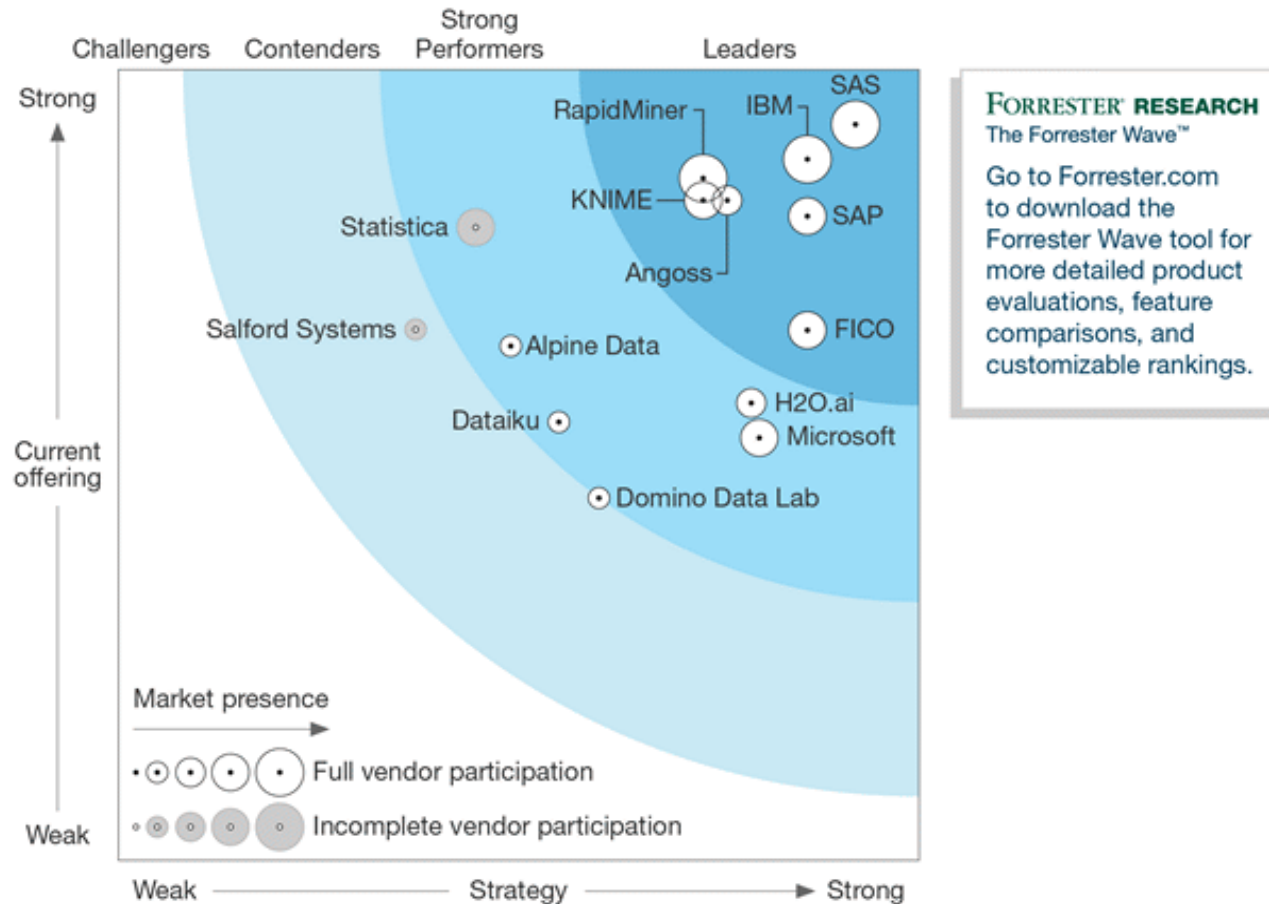 Challengers
Contenders
Strong
Performers
Leaders
Strong
Current
offering
Weak
SAS
IBM
RapidMiner
KNIME
SAP
Statistica
Angoss
Salford Systems
Alpine Data
FICO
H2O.ai
Dataiku
Microsoft
Domino Data Lab
Market presence
Full vendor participation
Incomplete vendor participation
Weak
Strategy
Strong
FORRESTER® RESEARCH
The Forrester Wave™
Go to Forrester.com
to download the
Forrester Wave tool for
more detailed product
evaluations, feature
comparisons, and
customizable rankings.